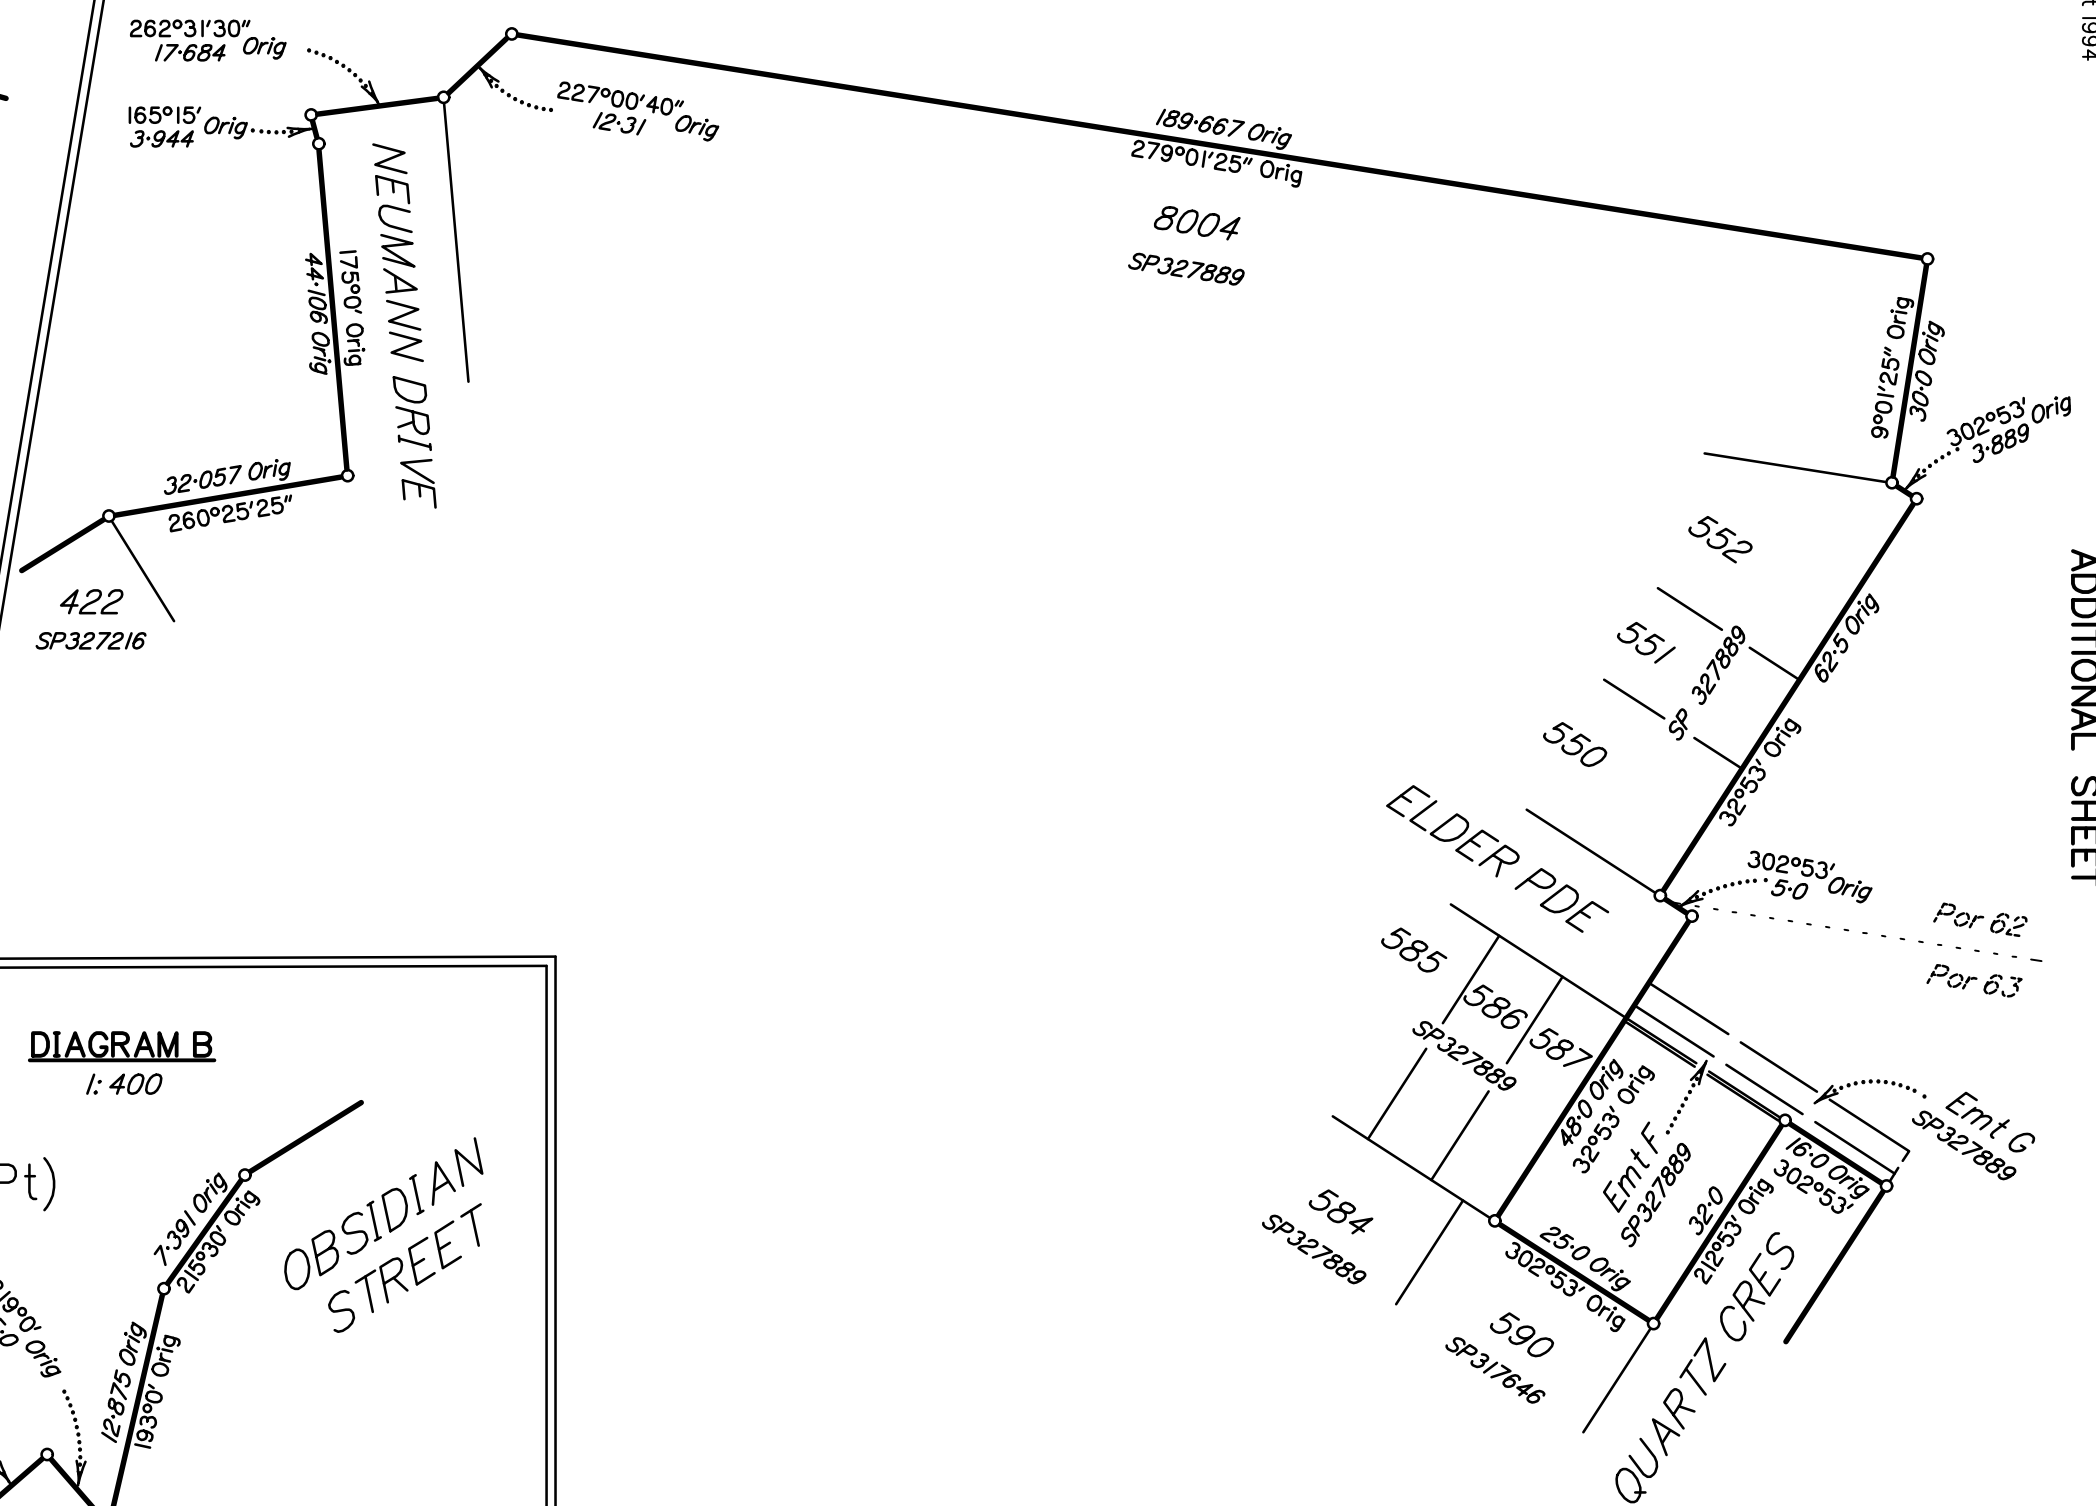 t 1994
262°31'30"
17·684 Orig
165°15' Orig
3·944
227°00'40"
12·31 Orig
189·667 Orig
279°01'25" Orig
8004
SP327889
NEUMANN DRIVE
175°0' Orig
44·106 Orig
32·057 Orig
260°25'25"
422
SP327216
9°01'25" Orig
30·0 Orig
302°53' Orig
3·889
ADDITIONAL SHEET
552
551
SP 327889
550
62·5 Orig
32°53' Orig
ELDER PDE
302°53' Orig
5·0
Por 62
Por 63
585
586
587
SP327889
48·0 Orig
32°53' Orig
Emt F
SP327889
Emt G
SP327889
16·0 Orig
302°53'
32·0
212°53' Orig
25·0 Orig
302°53' Orig
584
SP327889
590
SP317646
QUARTZ CRES
DIAGRAM B
1: 400
Pt)
7·391 Orig
215°30' Orig
OBSIDIAN
STREET
12·875 Orig
193°0' Orig
19°0' Orig
·0